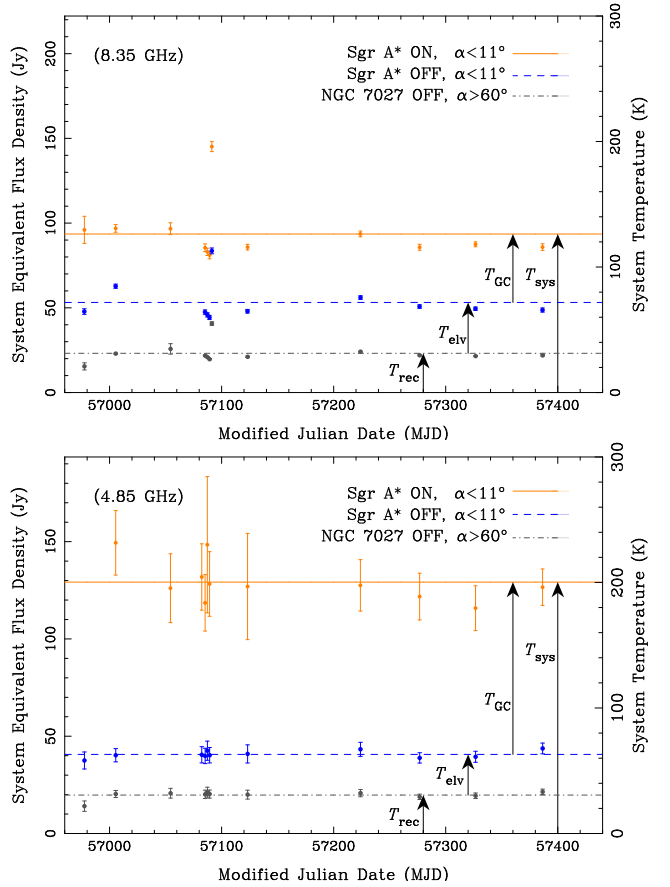 (8.35 GHz)
Sgr A* ON, α<11°
Sgr A* OFF, α<11°
NGC 7027 OFF, α>60°
System Equivalent Flux Density (Jy)
0 50 100 150 200
System Temperature (K)
0 100 200 300
T_GC T_sys
T_elv
T_rec
57000 57100 57200 57300 57400
Modified Julian Date (MJD)
(4.85 GHz)
Sgr A* ON, α<11°
Sgr A* OFF, α<11°
NGC 7027 OFF, α>60°
System Equivalent Flux Density (Jy)
0 50 100 150
System Temperature (K)
0 100 200 300
T_sys
T_GC
T_elv
T_rec
57000 57100 57200 57300 57400
Modified Julian Date (MJD)